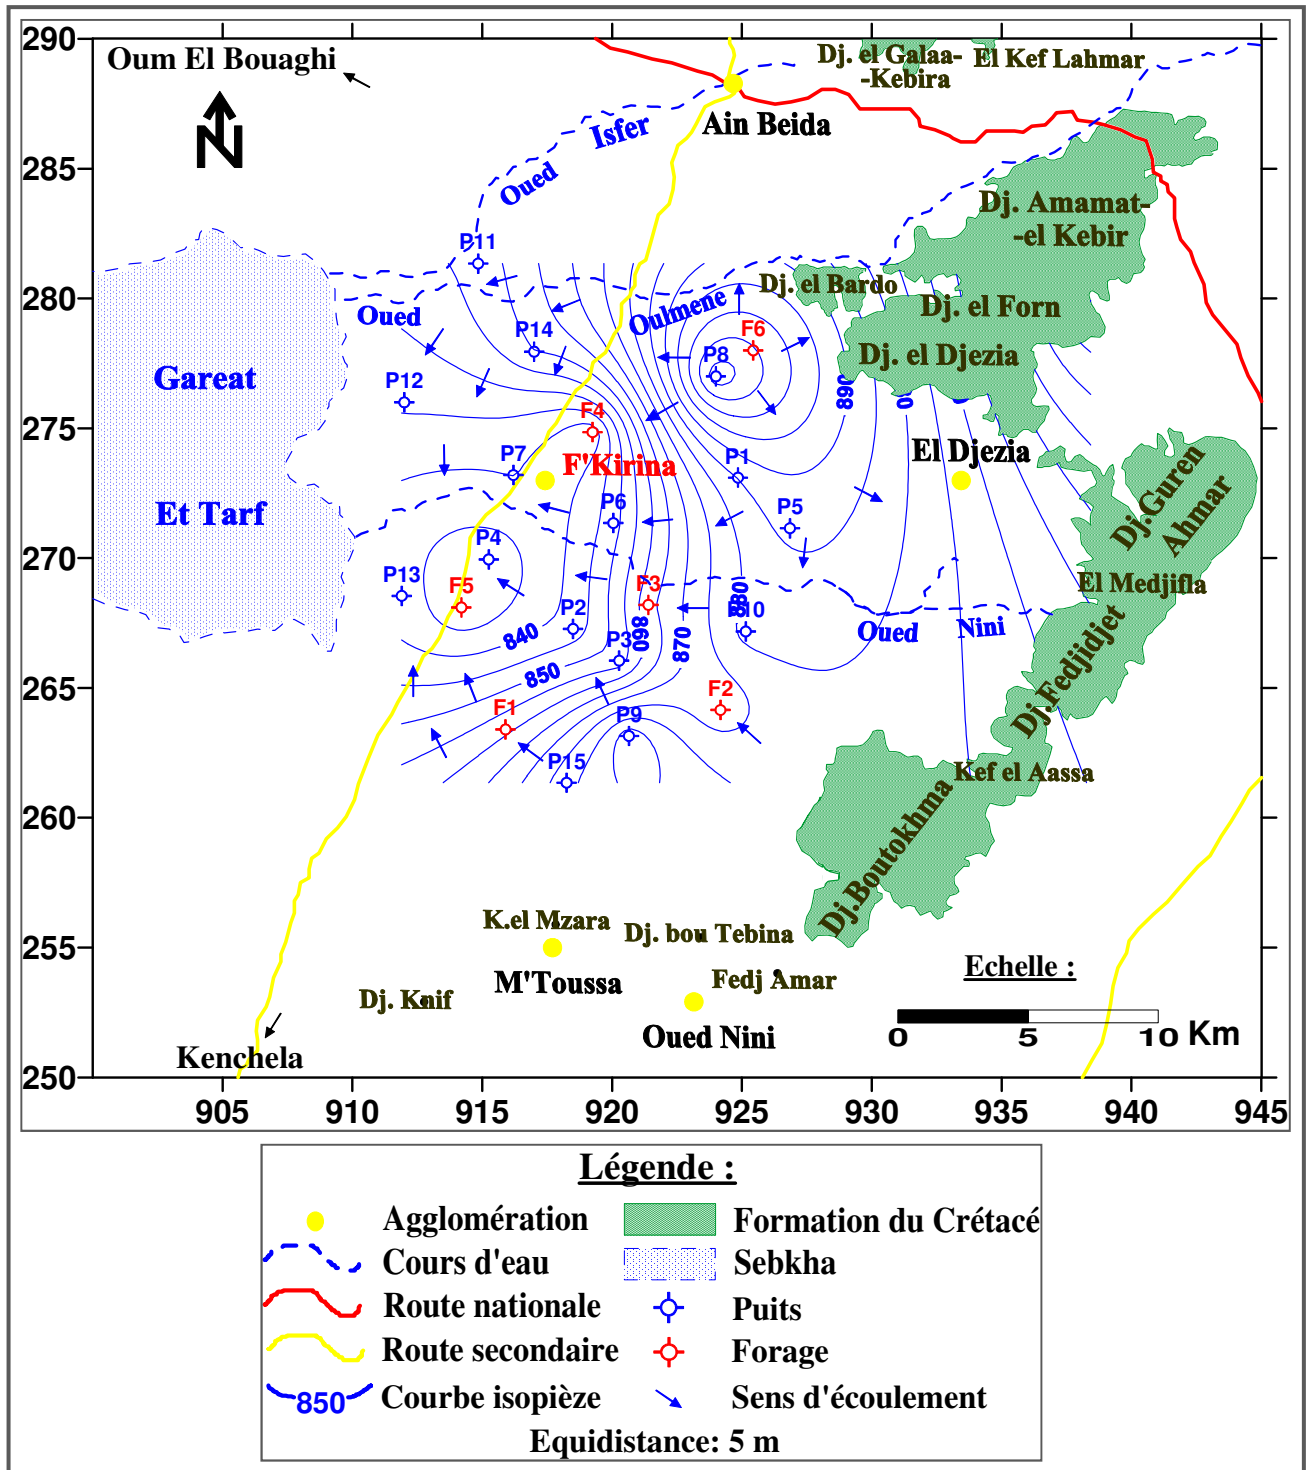 290
Oum El Bouaghi
Dj. el Galaa-
-Kebira
El Kef Lahmar
N
Ain Beida
Oued Isfer
285
Dj. Amamat-
-el Kebir
P11
280
Oued Oulmene
Dj. el Bardo
Dj. el Forn
P14
F6
P8
Dj. el Djezia
Gareat
P12
890
275
F4
F'Kirina
P7
P1
El Djezia
Dj.Guren
Ahmar
Et Tarf
P6
P5
270
P4
P13
F5
F3
El Medjifla
P2
880
P10
840
860
870
Oued Nini
P3
Dj.Fedjidjet
265
850
F2
F1
P9
P15
Kef el Aassa
260
Dj.Boutokhma
255
K.el Mzara
Dj. bou Tebina
M'Toussa
Fedj Amar
Echelle :
Dj. Knif
Oued Nini
0 5 10 Km
Kenchela
250
905 910 915 920 925 930 935 940 945
Légende :
Agglomération
Formation du Crétacé
Cours d'eau
Sebkha
Route nationale
Puits
Route secondaire
Forage
850
Courbe isopièze
Sens d'écoulement
Equidistance: 5 m